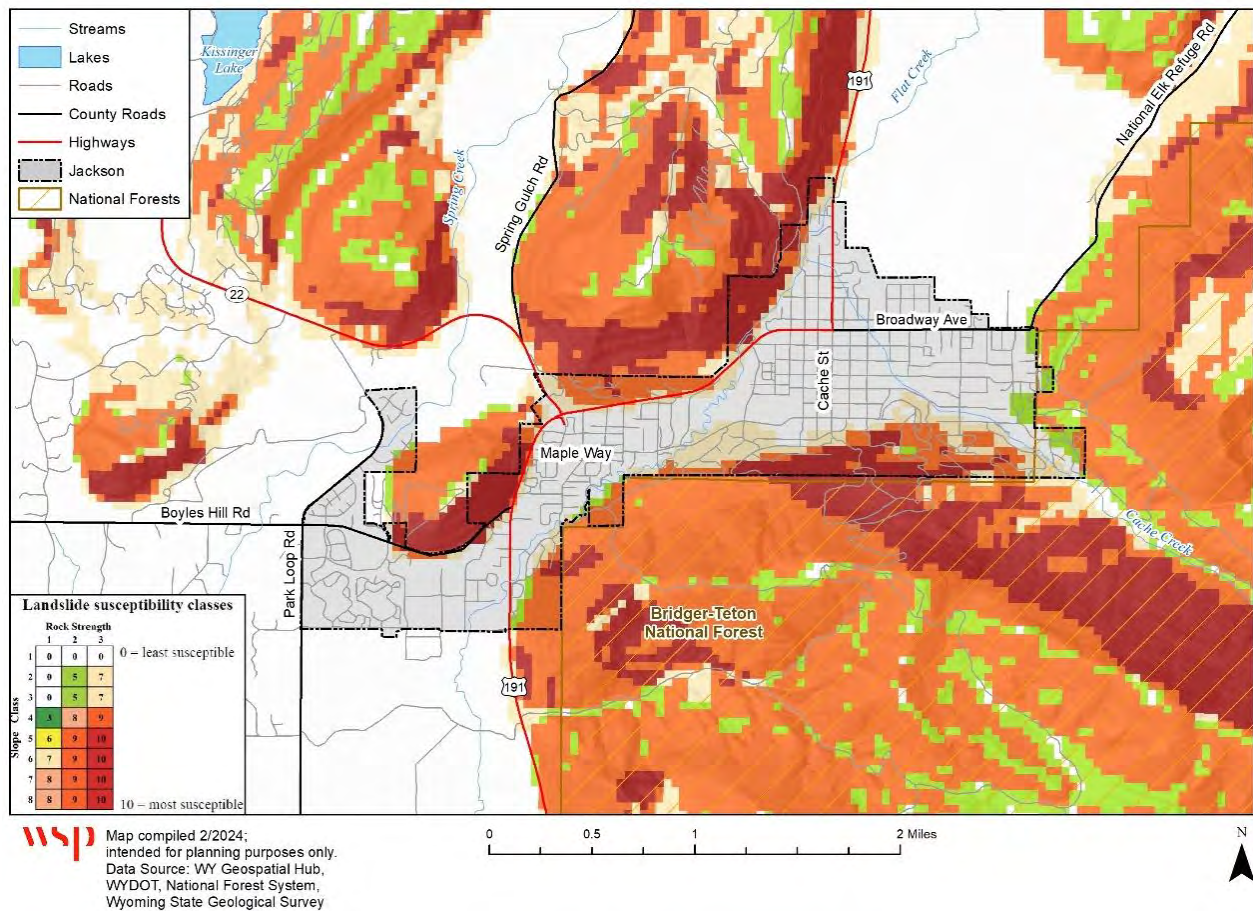 Streams
Lakes
Roads
County Roads
Highways
Jackson
National Forests
Kissinger
Lake
Spring Creek
Spring Gulch Rd
191
Flat Creek
National Elk Refuge Rd
22
Broadway Ave
Cache St
Maple Way
Boyles Hill Rd
Park Loop Rd
Cache Creek
Bridger-Teton
National Forest
191
Landslide susceptibility classes
Rock Strength
1 2 3
0 – least susceptible
Slope Class
1 0 0 0
2 0 5 7
3 0 5 7
4 3 8 9
5 6 9 10
6 7 9 10
7 8 9 10
8 8 9 10
10 – most susceptible
wsp
Map compiled 2/2024;
intended for planning purposes only.
Data Source: WY Geospatial Hub,
WYDOT, National Forest System,
Wyoming State Geological Survey
0 0.5 1 2 Miles
N